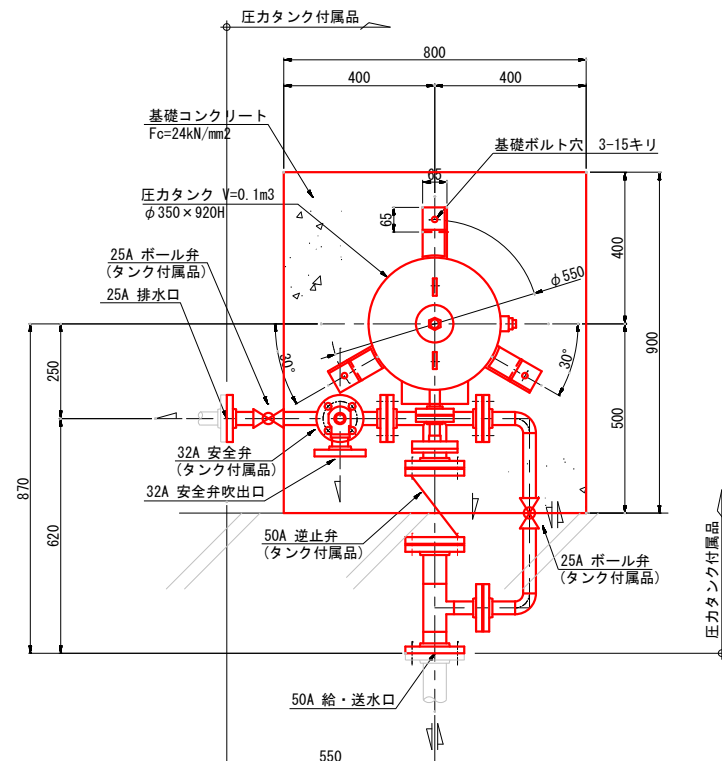 圧力タンク付属品
800
400
400
基礎コンクリート
Fc=24kN/mm2
基礎ボルト穴 3-15キリ
65
圧力タンク V=0.1m3
φ350×920H
65
400
25A ボール弁
(タンク付属品)
φ550
25A 排水口
900
250
30°
30°
500
32A 安全弁
(タンク付属品)
870
32A 安全弁吹出口
620
50A 逆止弁
(タンク付属品)
25A ボール弁
(タンク付属品)
圧力タンク付属品
50A 給・送水口
550